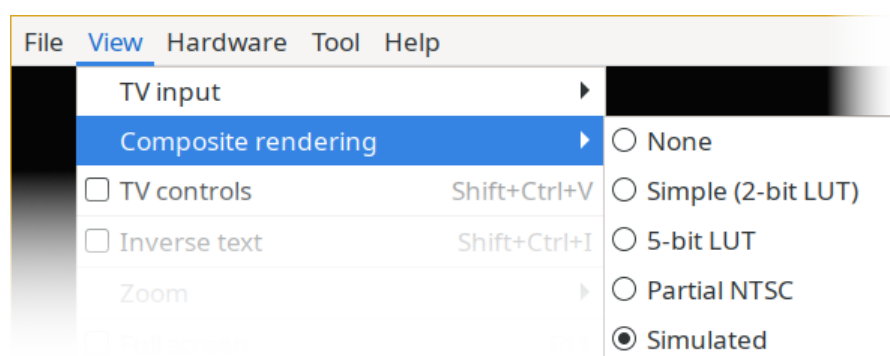 File View Hardware Tool Help
TV input
Composite rendering
None
TV controls Shift+Ctrl+V
Simple (2-bit LUT)
Inverse text Shift+Ctrl+I
5-bit LUT
Zoom
Partial NTSC
Simulated